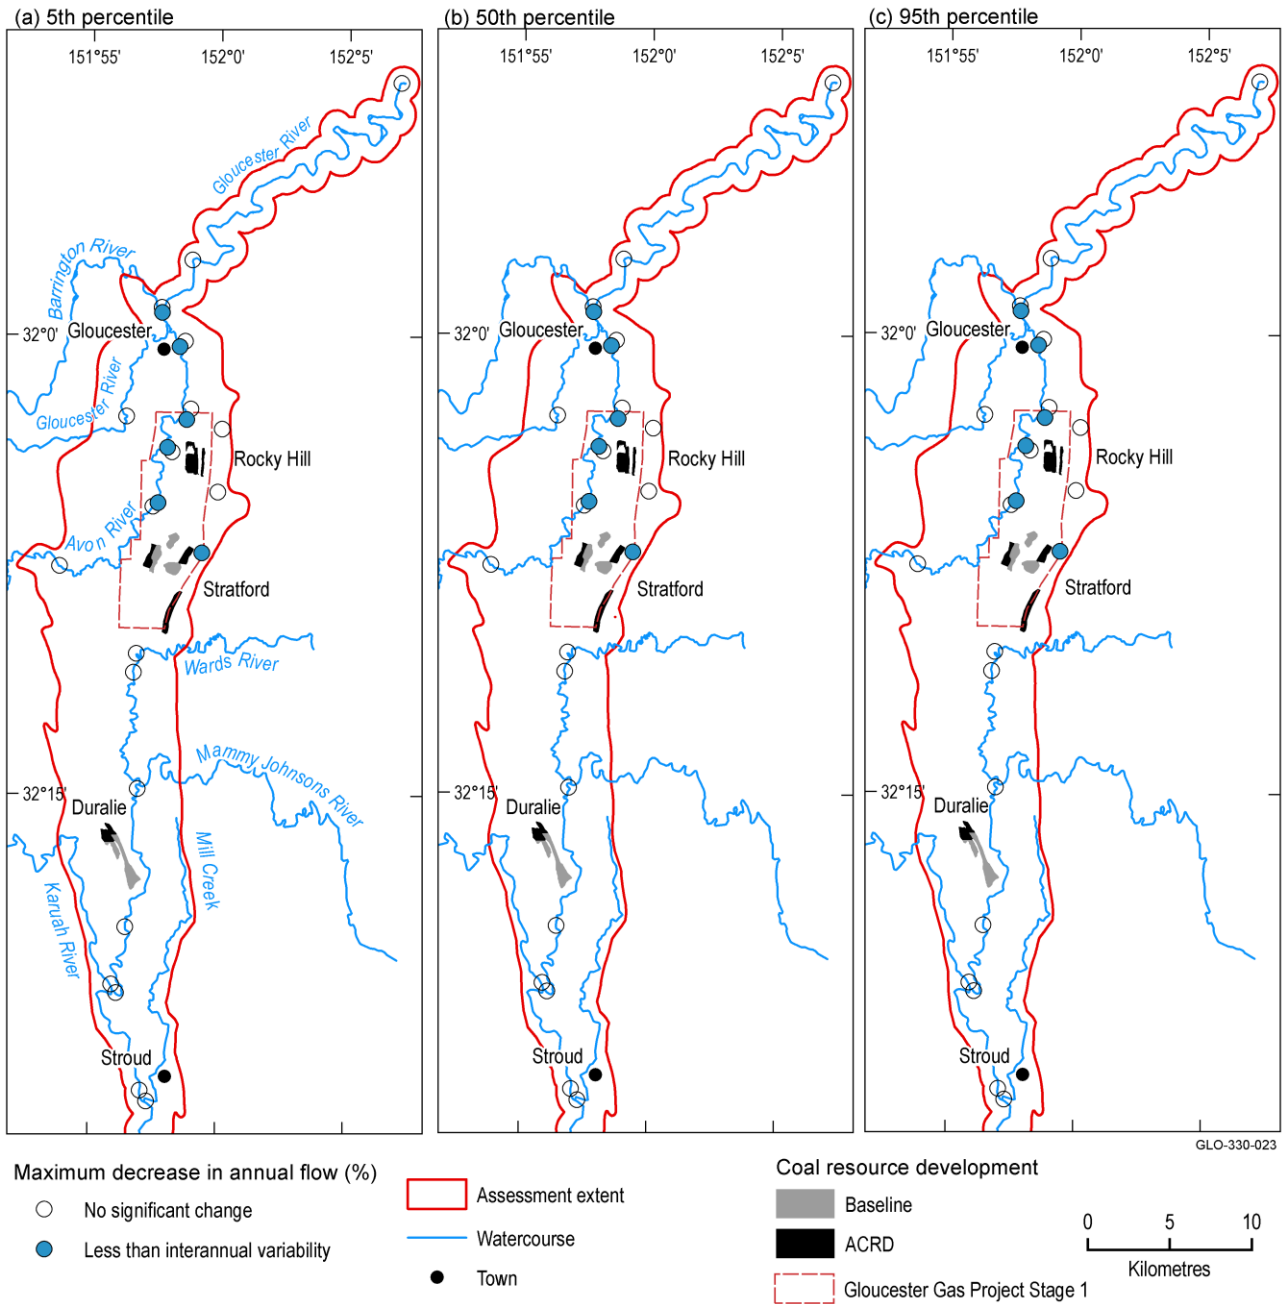 (a) 5th percentile
151°55'
152°0'
152°5'
Gloucester River
Barrington River
32°0'
Gloucester
Gloucester River
Rocky Hill
Avon River
Stratford
Wards River
Mammy Johnsons River
32°15'
Duralie
Mill Creek
Karuah River
Stroud
(b) 50th percentile
151°55'
152°0'
152°5'
32°0'
Gloucester
Rocky Hill
Stratford
32°15'
Duralie
Stroud
(c) 95th percentile
151°55'
152°0'
152°5'
32°0'
Gloucester
Rocky Hill
Stratford
32°15'
Duralie
Stroud
GLO-330-023
Maximum decrease in annual flow (%)
No significant change
Less than interannual variability
Assessment extent
Watercourse
Town
Coal resource development
Baseline
ACRD
Gloucester Gas Project Stage 1
0 5 10
Kilometres